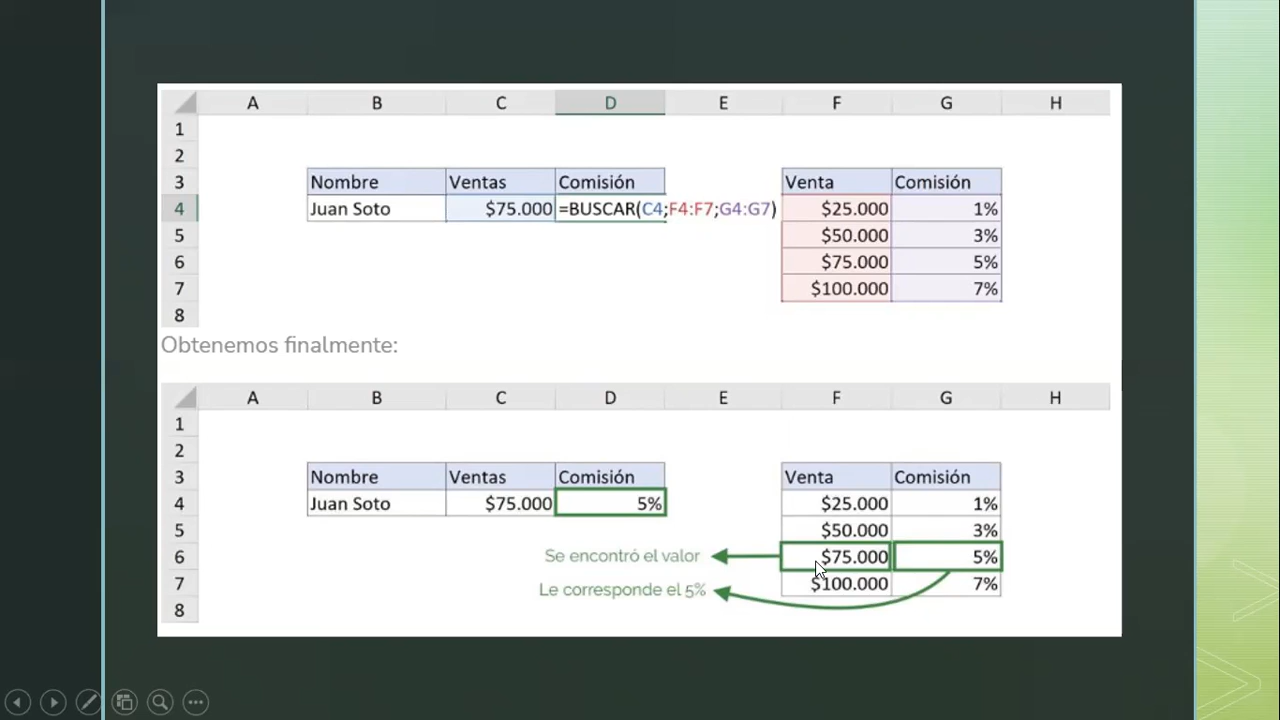 A B C D E F G H
1
2
3 Nombre Ventas Comisión Venta Comisión
4 Juan Soto $75.000 =BUSCAR(C4;F4:F7;G4:G7) $25.000 1%
5 $50.000 3%
6 $75.000 5%
7 $100.000 7%
8
Obtenemos finalmente:
A B C D E F G H
1
2
3 Nombre Ventas Comisión Venta Comisión
4 Juan Soto $75.000 5% $25.000 1%
5 $50.000 3%
6 Se encontró el valor $75.000 5%
7 Le corresponde el 5% $100.000 7%
8